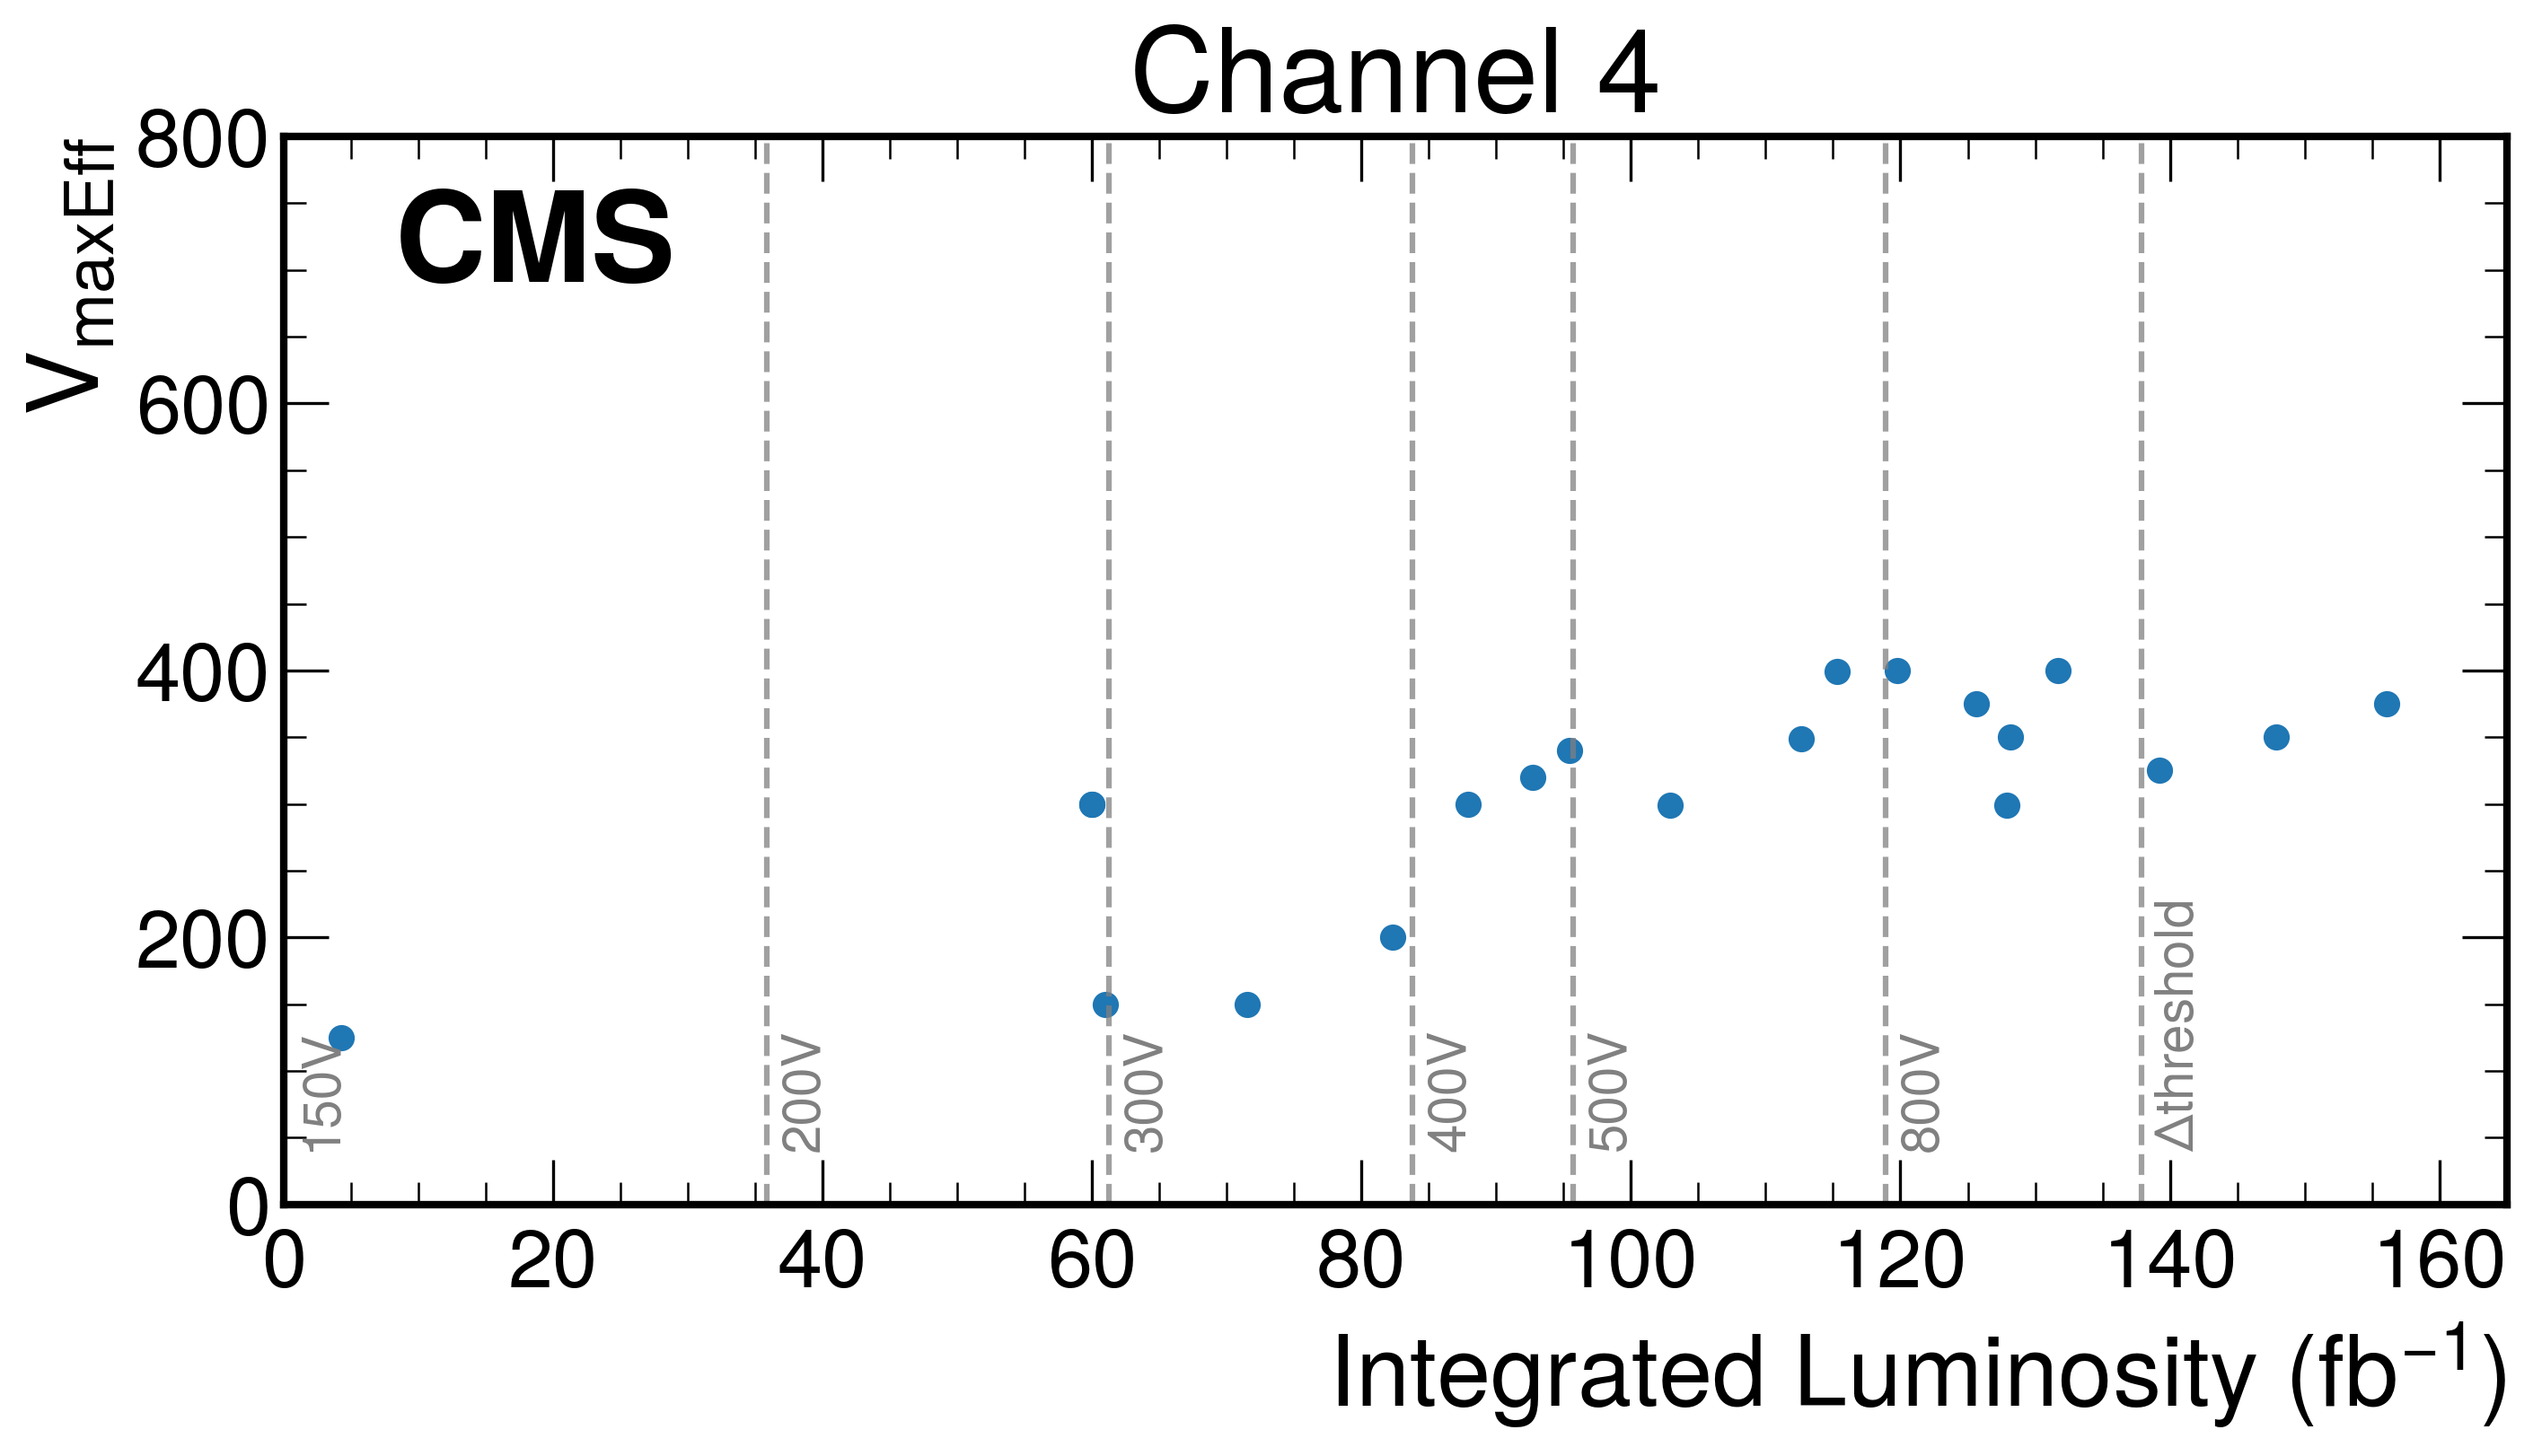 Channel 4
CMS
V_maxEff
800
600
400
200
0
150V
200V
300V
400V
500V
800V
Δthreshold
0 20 40 60 80 100 120 140 160
Integrated Luminosity (fb⁻¹)